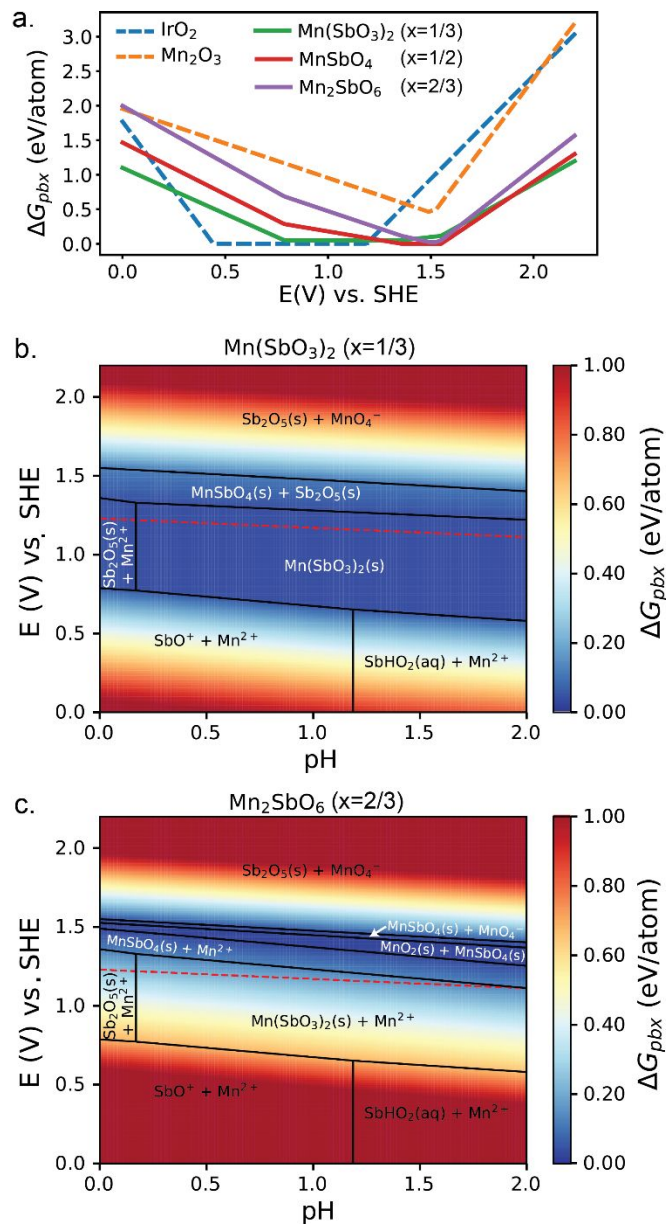 a.
IrO₂
Mn₂O₃
Mn(SbO₃)₂ (x=1/3)
MnSbO₄ (x=1/2)
Mn₂SbO₆ (x=2/3)
3.0
2.5
2.0
1.5
1.0
0.5
0.0
ΔG_pbx (eV/atom)
0.0 0.5 1.0 1.5 2.0
E(V) vs. SHE
b.
Mn(SbO₃)₂ (x=1/3)
Sb₂O₅(s) + MnO₄⁻
MnSbO₄(s) + Sb₂O₅(s)
Sb₂O₅(s)
+ Mn²⁺
Mn(SbO₃)₂(s)
SbO⁺ + Mn²⁺
SbHO₂(aq) + Mn²⁺
2.0
1.5
1.0
0.5
0.0
E (V) vs. SHE
0.0 0.5 1.0 1.5 2.0
pH
1.00
0.80
0.60
0.40
0.20
0.00
ΔG_pbx (eV/atom)
c.
Mn₂SbO₆ (x=2/3)
Sb₂O₅(s) + MnO₄⁻
MnSbO₄(s) + MnO₄⁻
MnSbO₄(s) + Mn²⁺
MnO₂(s) + MnSbO₄(s)
Sb₂O₅(s)
+ Mn²⁺
Mn(SbO₃)₂(s) + Mn²⁺
SbO⁺ + Mn²⁺
SbHO₂(aq) + Mn²⁺
2.0
1.5
1.0
0.5
0.0
E (V) vs. SHE
0.0 0.5 1.0 1.5 2.0
pH
1.00
0.80
0.60
0.40
0.20
0.00
ΔG_pbx (eV/atom)